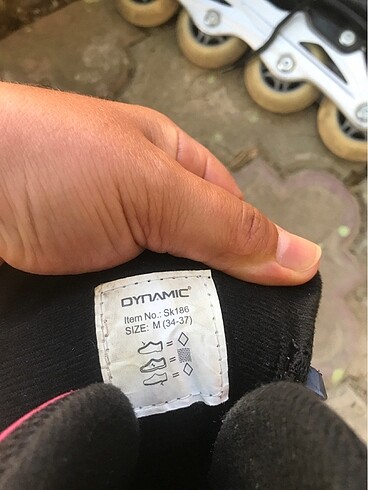 DYNAMIC®
Item No.: Sk186
SIZE: M (34-37)